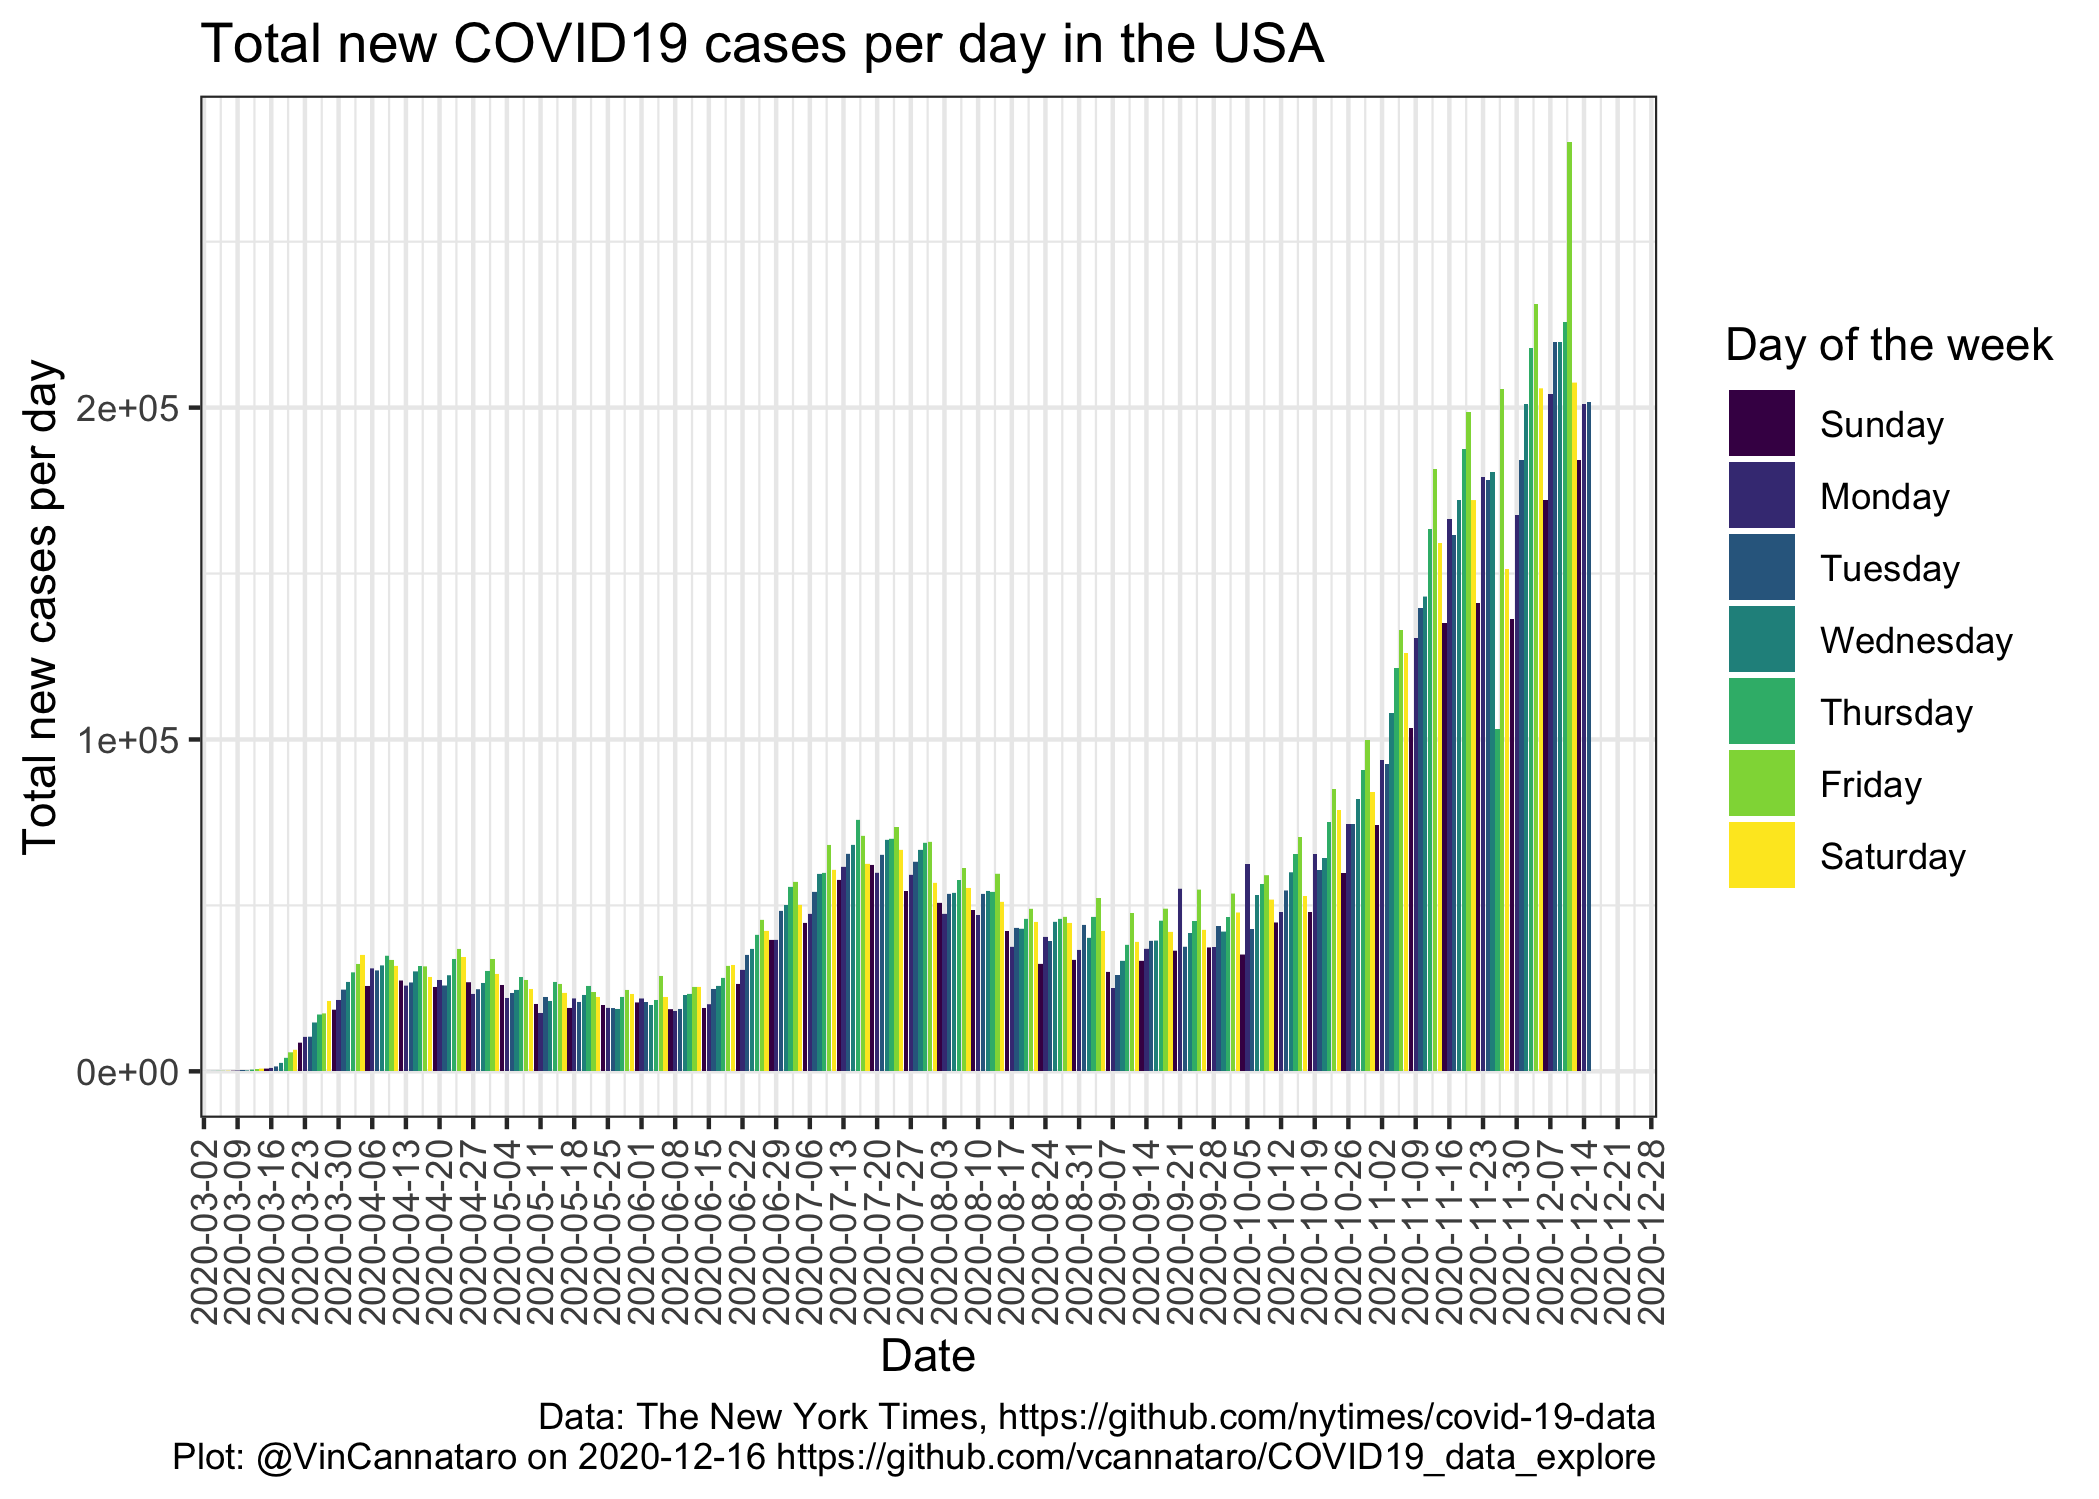 Total new COVID19 cases per day in the USA
Total new cases per day
2e+05
1e+05
0e+00
2020-03-02
2020-03-09
2020-03-16
2020-03-23
2020-03-30
2020-04-06
2020-04-13
2020-04-20
2020-04-27
2020-05-04
2020-05-11
2020-05-18
2020-05-25
2020-06-01
2020-06-08
2020-06-15
2020-06-22
2020-06-29
2020-07-06
2020-07-13
2020-07-20
2020-07-27
2020-08-03
2020-08-10
2020-08-17
2020-08-24
2020-08-31
2020-09-07
2020-09-14
2020-09-21
2020-09-28
2020-10-05
2020-10-12
2020-10-19
2020-10-26
2020-11-02
2020-11-09
2020-11-16
2020-11-23
2020-11-30
2020-12-07
2020-12-14
2020-12-21
2020-12-28
Date
Day of the week
Sunday
Monday
Tuesday
Wednesday
Thursday
Friday
Saturday
Data: The New York Times, https://github.com/nytimes/covid-19-data
Plot: @VinCannataro on 2020-12-16 https://github.com/vcannataro/COVID19_data_explore